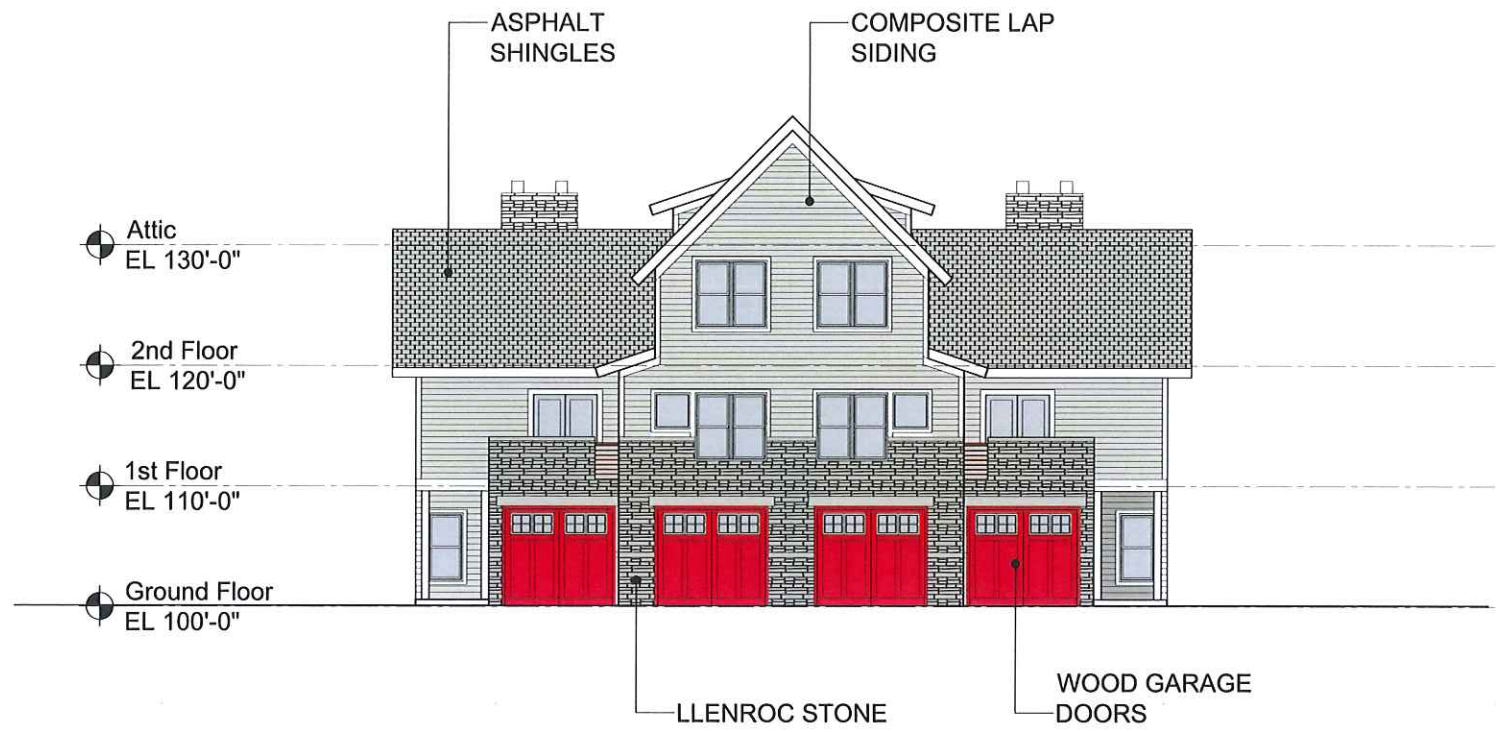 ASPHALT
SHINGLES
COMPOSITE LAP
SIDING
Attic
EL 130'-0"
2nd Floor
EL 120'-0"
1st Floor
EL 110'-0"
Ground Floor
EL 100'-0"
LLENROC STONE
WOOD GARAGE
DOORS